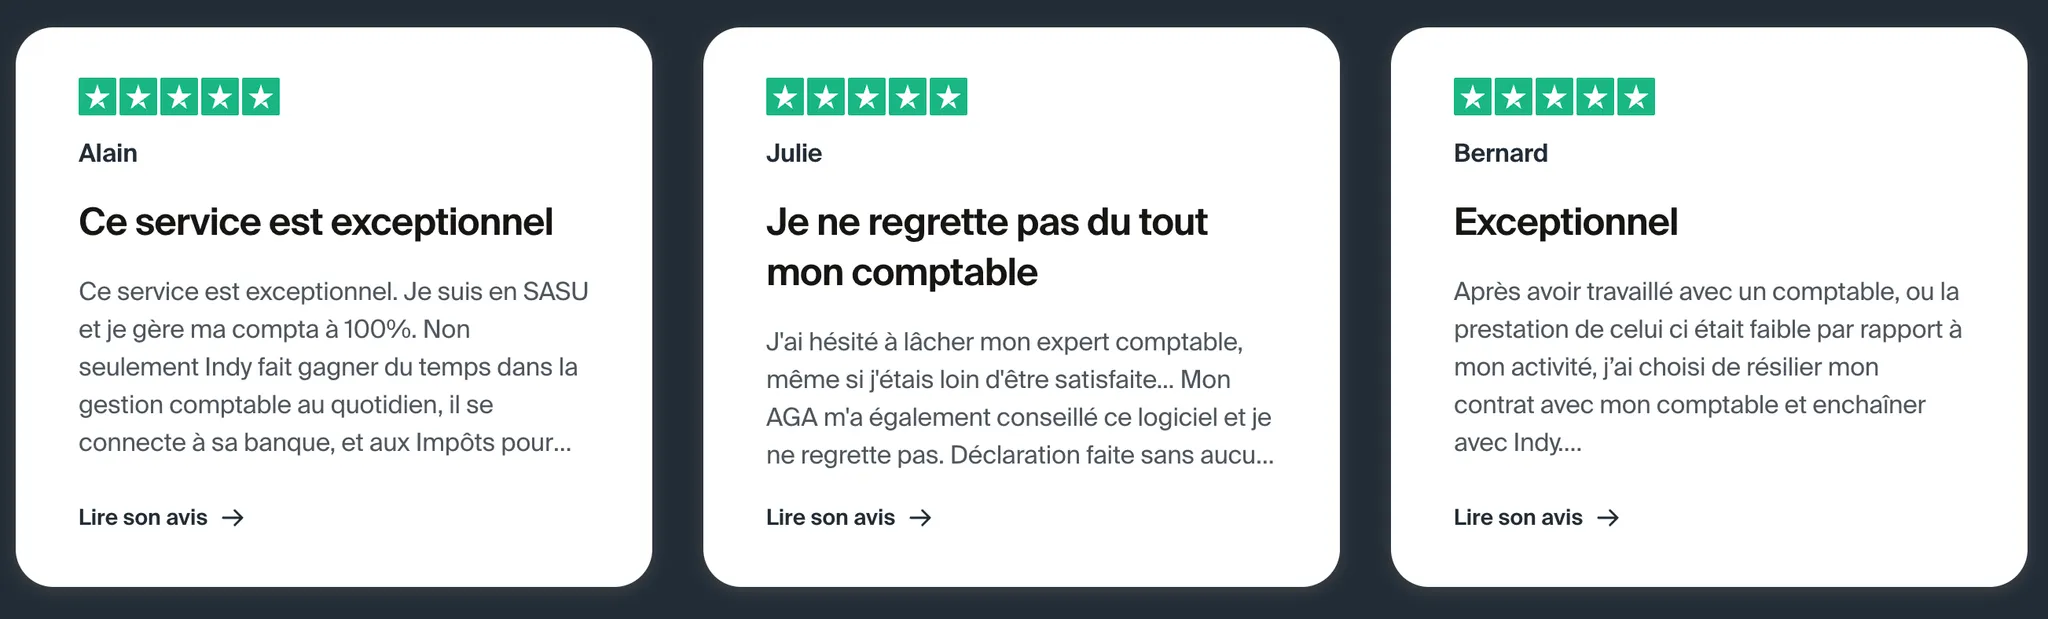 Alain
Ce service est exceptionnel
Ce service est exceptionnel. Je suis en SASU
et je gère ma compta à 100%. Non
seulement Indy fait gagner du temps dans la
gestion comptable au quotidien, il se
connecte à sa banque, et aux Impôts pour...
Lire son avis →
Julie
Je ne regrette pas du tout
mon comptable
J'ai hésité à lâcher mon expert comptable,
même si j'étais loin d'être satisfaite... Mon
AGA m'a également conseillé ce logiciel et je
ne regrette pas. Déclaration faite sans aucu...
Lire son avis →
Bernard
Exceptionnel
Après avoir travaillé avec un comptable, ou la
prestation de celui ci était faible par rapport à
mon activité, j’ai choisi de résilier mon
contrat avec mon comptable et enchaîner
avec Indy....
Lire son avis →